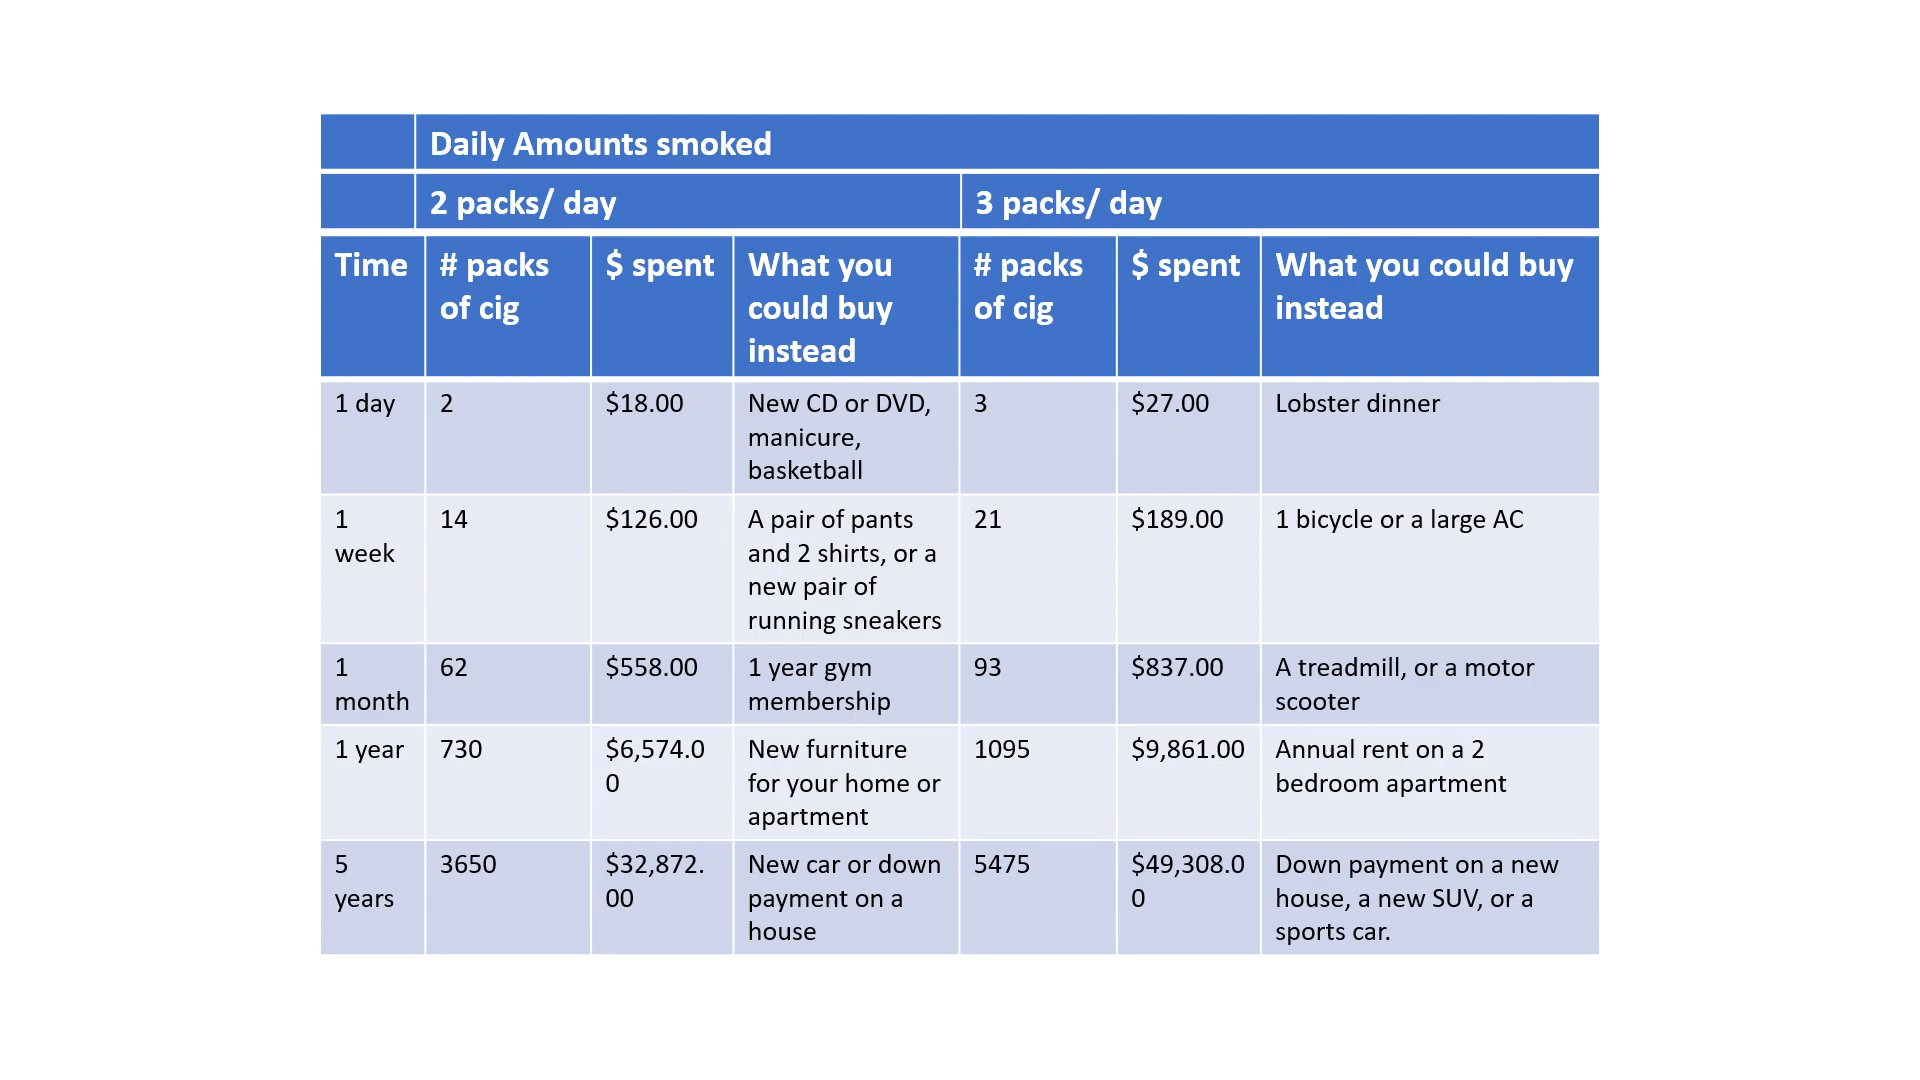 Daily Amounts smoked
2 packs/ day
3 packs/ day
Time
# packs
of cig
$ spent
What you
could buy
instead
# packs
of cig
$ spent
What you could buy
instead
1 day
2
$18.00
New CD or DVD,
manicure,
basketball
3
$27.00
Lobster dinner
1
week
14
$126.00
A pair of pants
and 2 shirts, or a
new pair of
running sneakers
21
$189.00
1 bicycle or a large AC
1
month
62
$558.00
1 year gym
membership
93
$837.00
A treadmill, or a motor
scooter
1 year
730
$6,574.0
0
New furniture
for your home or
apartment
1095
$9,861.00
Annual rent on a 2
bedroom apartment
5
years
3650
$32,872.
00
New car or down
payment on a
house
5475
$49,308.0
0
Down payment on a new
house, a new SUV, or a
sports car.